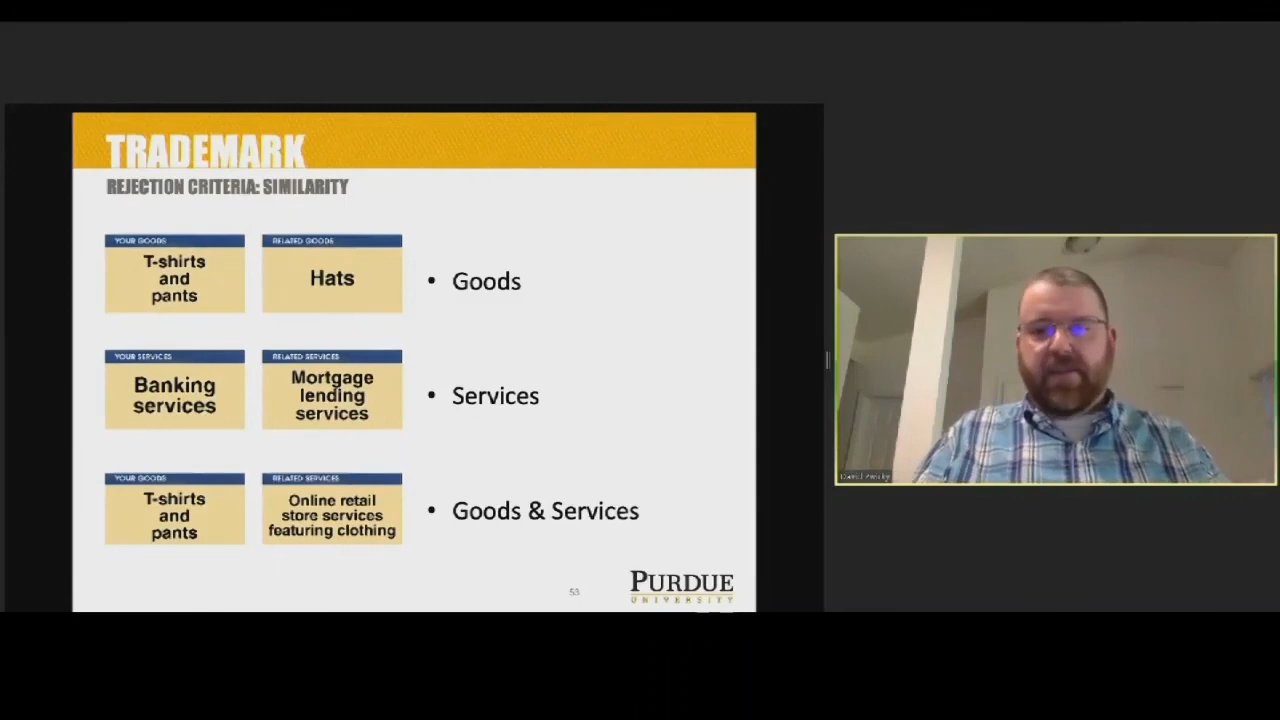 TRADEMARK
REJECTION CRITERIA: SIMILARITY
YOUR GOODS
T-shirts
and
pants
RELATED GOODS
Hats
• Goods
YOUR SERVICES
Banking
services
RELATED SERVICES
Mortgage
lending
services
• Services
YOUR GOODS
T-shirts
and
pants
RELATED SERVICES
Online retail
store services
featuring clothing
• Goods & Services
53
PURDUE
UNIVERSITY
David